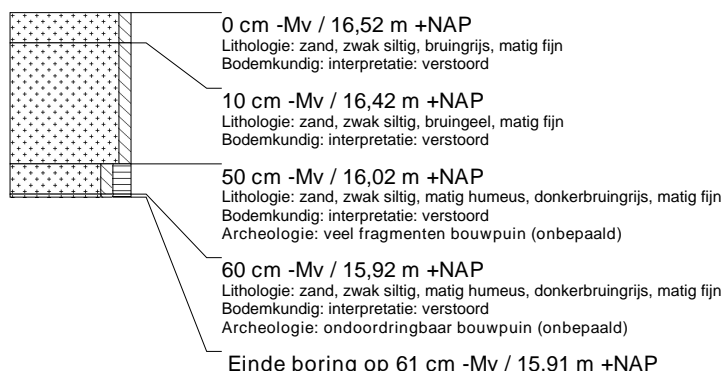 0 cm -Mv / 16,52 m +NAP
Lithologie: zand, zwak siltig, bruingrijs, matig fijn
Bodemkundig: interpretatie: verstoord
10 cm -Mv / 16,42 m +NAP
Lithologie: zand, zwak siltig, bruingeel, matig fijn
Bodemkundig: interpretatie: verstoord
50 cm -Mv / 16,02 m +NAP
Lithologie: zand, zwak siltig, matig humeus, donkerbruingrijs, matig fijn
Bodemkundig: interpretatie: verstoord
Archeologie: veel fragmenten bouwpuin (onbepaald)
60 cm -Mv / 15,92 m +NAP
Lithologie: zand, zwak siltig, matig humeus, donkerbruingrijs, matig fijn
Bodemkundig: interpretatie: verstoord
Archeologie: ondoordringbaar bouwpuin (onbepaald)
Einde boring op 61 cm -Mv / 15,91 m +NAP